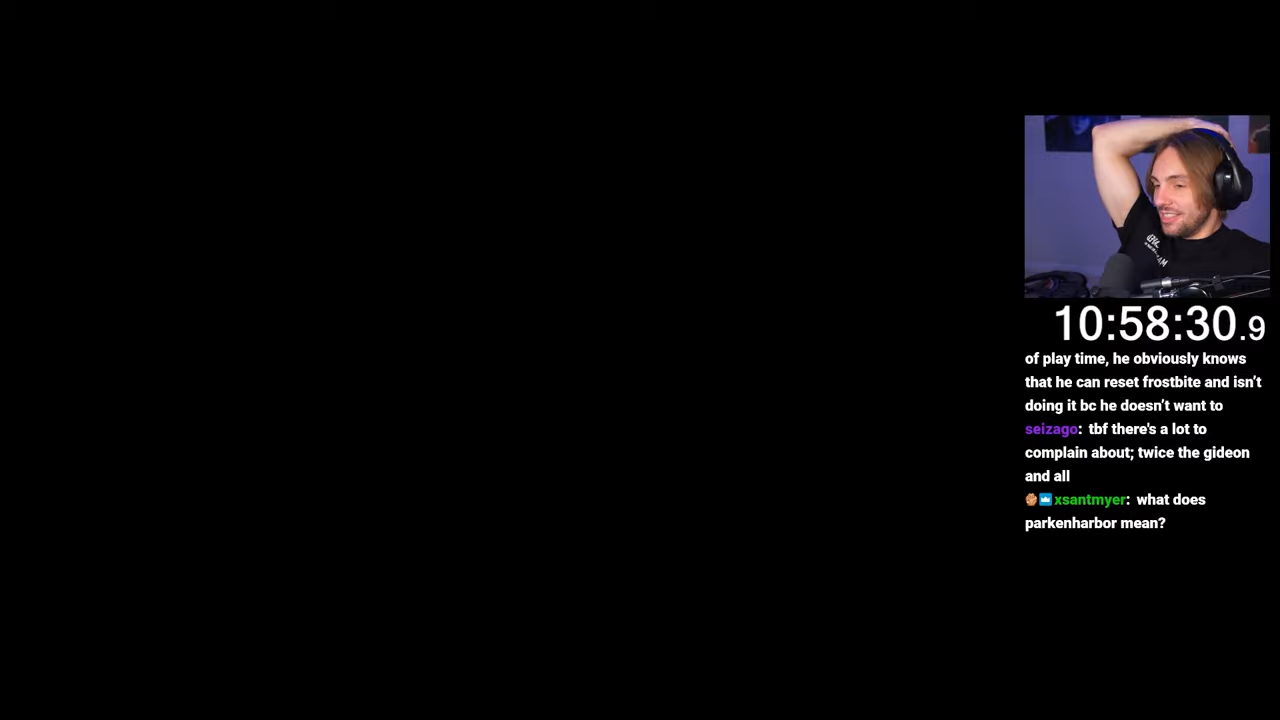 10:58:30.9
of play time, he obviously knows
that he can reset frostbite and isn’t
doing it bc he doesn’t want to
seizago: tbf there's a lot to
complain about; twice the gideon
and all
xsantmyer: what does
parkenharbor mean?